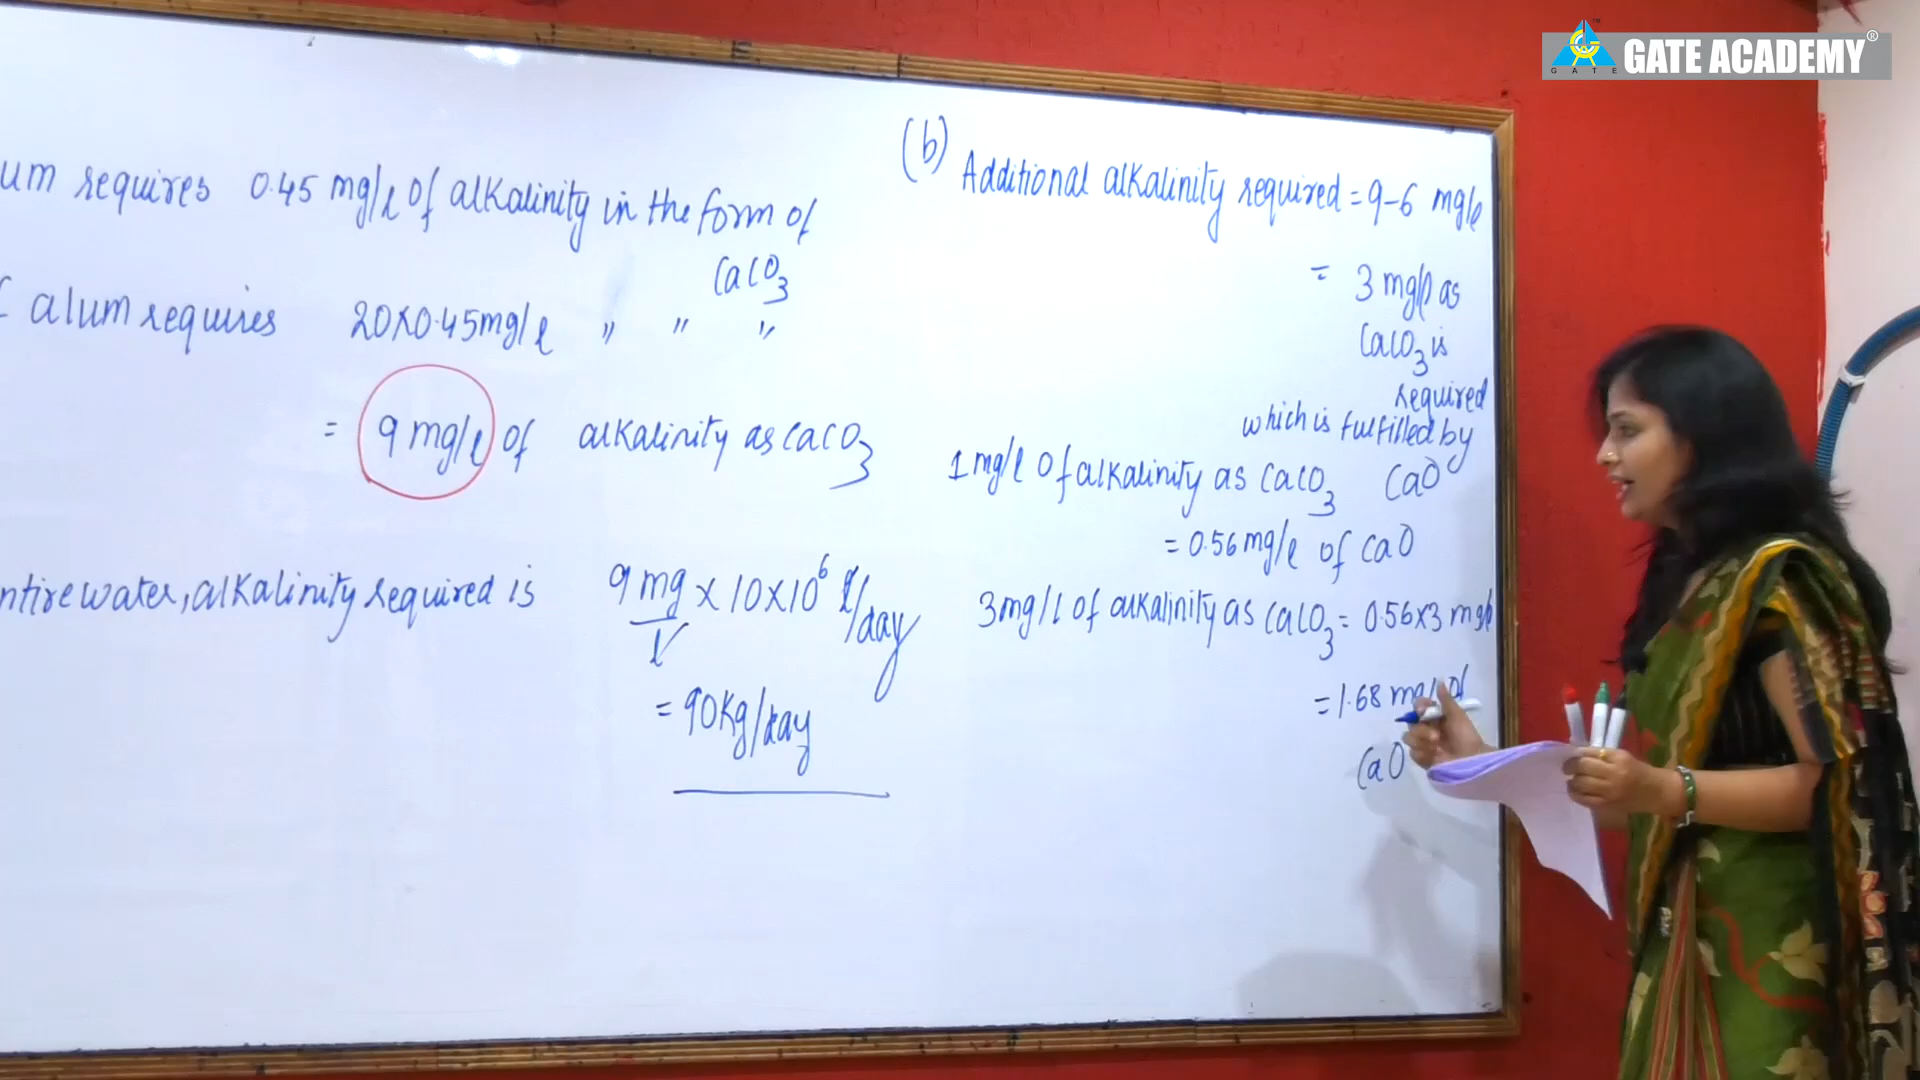 um requires 0.45 mg/l of alkalinity in the form of
CaCO3
alum requires 20x0.45mg/l " " "
= 9 mg/l of alkalinity as CaCO3
ntire water, alkalinity required is 9 mg/l x 10x10^6 l/day
= 90Kg/day
(b) Additional alkalinity required = 9-6 mg/l
= 3 mg/l as
CaCO3 is
required
which is fulfilled by
1 mg/l of alkalinity as CaCO3 CaO
= 0.56 mg/l of CaO
3mg/l of alkalinity as CaCO3 = 0.56x3 mg/l
= 1.68 mg/l of
CaO
GATE
GATE ACADEMY®